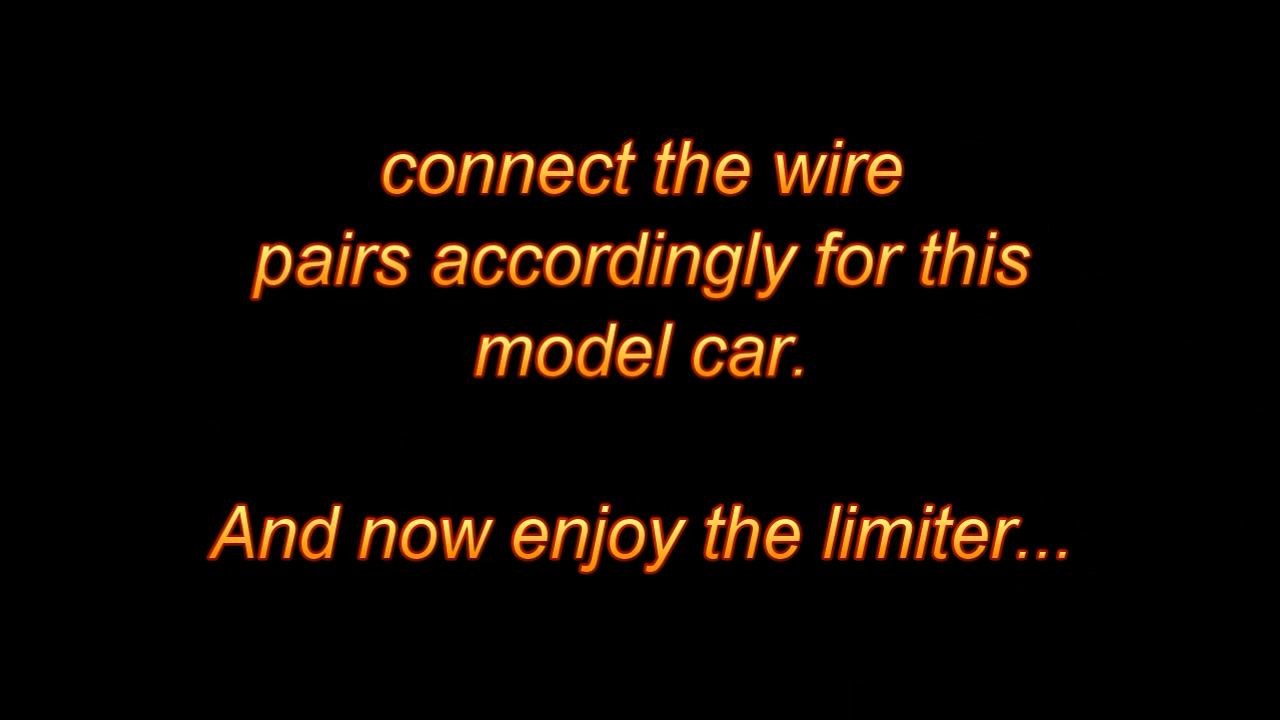 connect the wire
pairs accordingly for this
model car.
And now enjoy the limiter...